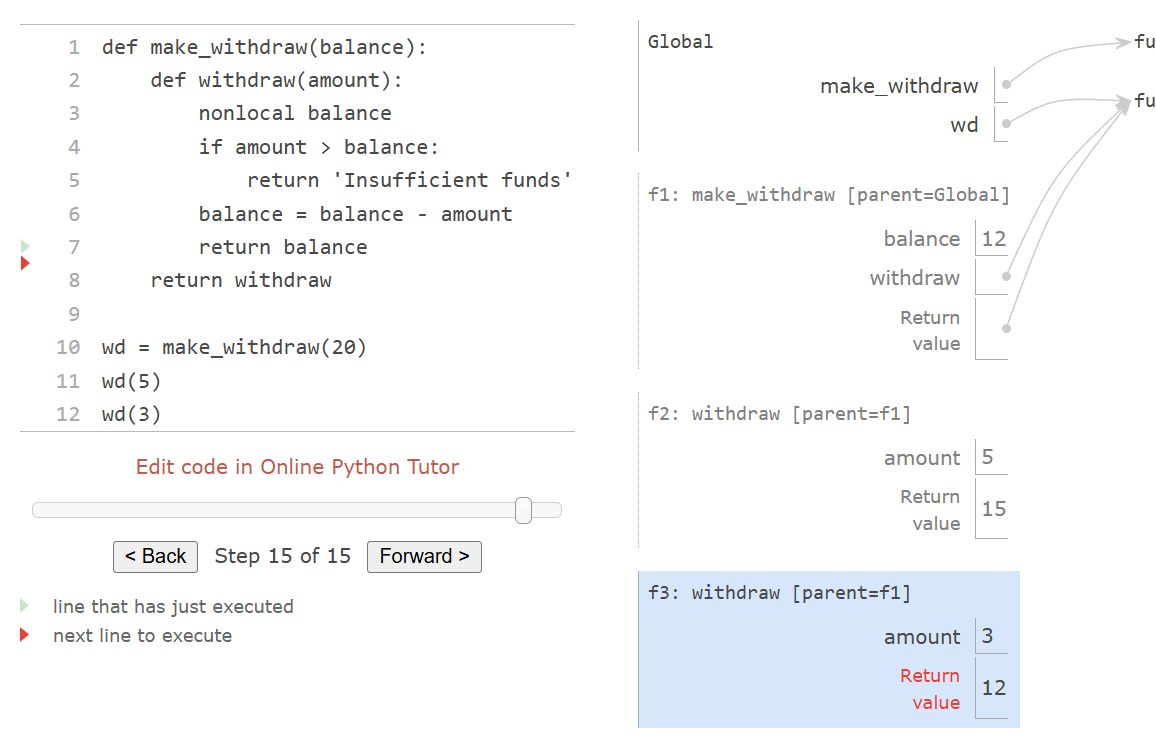 1 def make_withdraw(balance):
2     def withdraw(amount):
3         nonlocal balance
4         if amount > balance:
5             return 'Insufficient funds'
6         balance = balance - amount
7         return balance
8     return withdraw
9
10 wd = make_withdraw(20)
11 wd(5)
12 wd(3)
Edit code in Online Python Tutor
< Back Step 15 of 15 Forward >
line that has just executed
next line to execute
Global
fu
make_withdraw
fu
wd
f1: make_withdraw [parent=Global]
balance 12
withdraw
Return
value
f2: withdraw [parent=f1]
amount 5
Return
value 15
f3: withdraw [parent=f1]
amount 3
Return
value 12